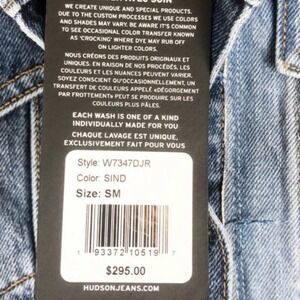 WE CREATE UNIQUE AND SPECIAL PRODUCTS.
DUE TO THE CUSTOM PROCESSES WE USE COLORS
AND SHADES MAY VARY. BE AWARE IT'S COMMON
TO SEE OCCASIONAL COLOR TRANSFER KNOWN
AS 'CROCKING' WHERE DYE MAY RUB OFF
ON LIGHTER COLORS.
NOUS CRÉONS DES PRODUITS ORIGINAUX ET
UNIQUES. EN RAISON DE NOS PROCÉDÉS, LES
COULEURS ET LES NUANCES PEUVENT VARIER.
SOYEZ CONSCIENT QU'OCCASIONNELLEMENT, UN
TRANSFERT DE COULEURS APPELÉ «DÉGORGEMENT
PAR FROTTEMENT» PEUT SE PRODUIRE SUR LES
COULEURS PLUS PÂLES.
EACH WASH IS ONE OF A KIND
INDIVIDUALLY MADE FOR YOU
CHAQUE LAVAGE EST UNIQUE,
EXCLUSIVEMENT FAIT POUR VOUS
Style: W7347DJR
Color: SIND
Size: SM
1 93372 10519 7
$295.00
HUDSONJEANS.COM